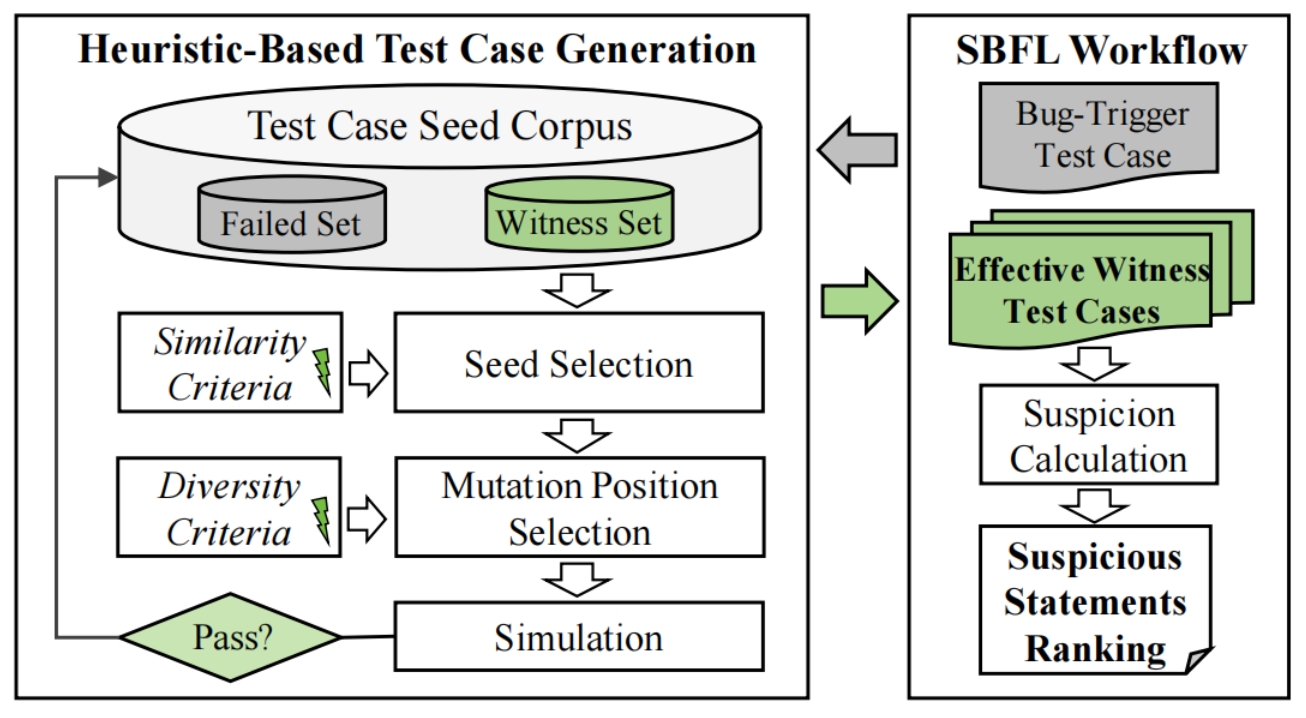 Heuristic-Based Test Case Generation
Test Case Seed Corpus
Failed Set
Witness Set
Similarity
Criteria
Seed Selection
Diversity
Criteria
Mutation Position
Selection
Pass?
Simulation
SBFL Workflow
Bug-Trigger
Test Case
Effective Witness
Test Cases
Suspicion
Calculation
Suspicious
Statements
Ranking